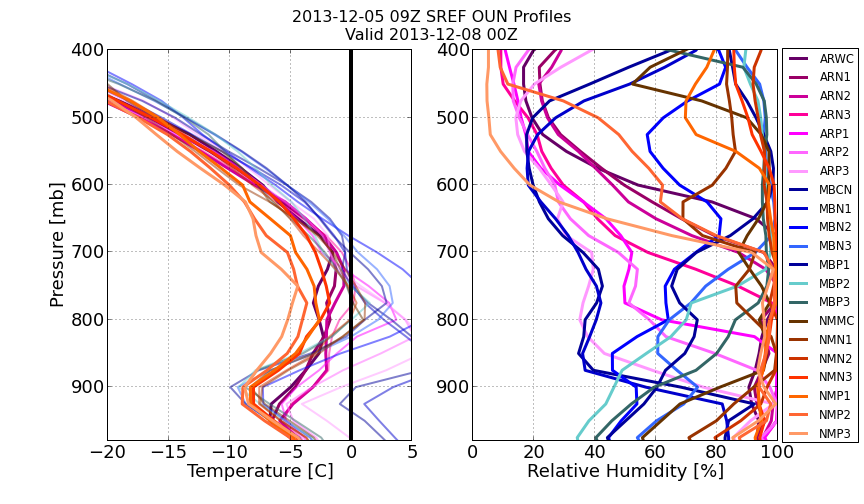 2013-12-05 09Z SREF OUN Profiles
Valid 2013-12-08 00Z
Pressure [mb]
400
500
600
700
800
900
−20 −15 −10 −5 0 5
Temperature [C]
400
500
600
700
800
900
0 20 40 60 80 100
Relative Humidity [%]
ARWC
ARN1
ARN2
ARN3
ARP1
ARP2
ARP3
MBCN
MBN1
MBN2
MBN3
MBP1
MBP2
MBP3
NMMC
NMN1
NMN2
NMN3
NMP1
NMP2
NMP3